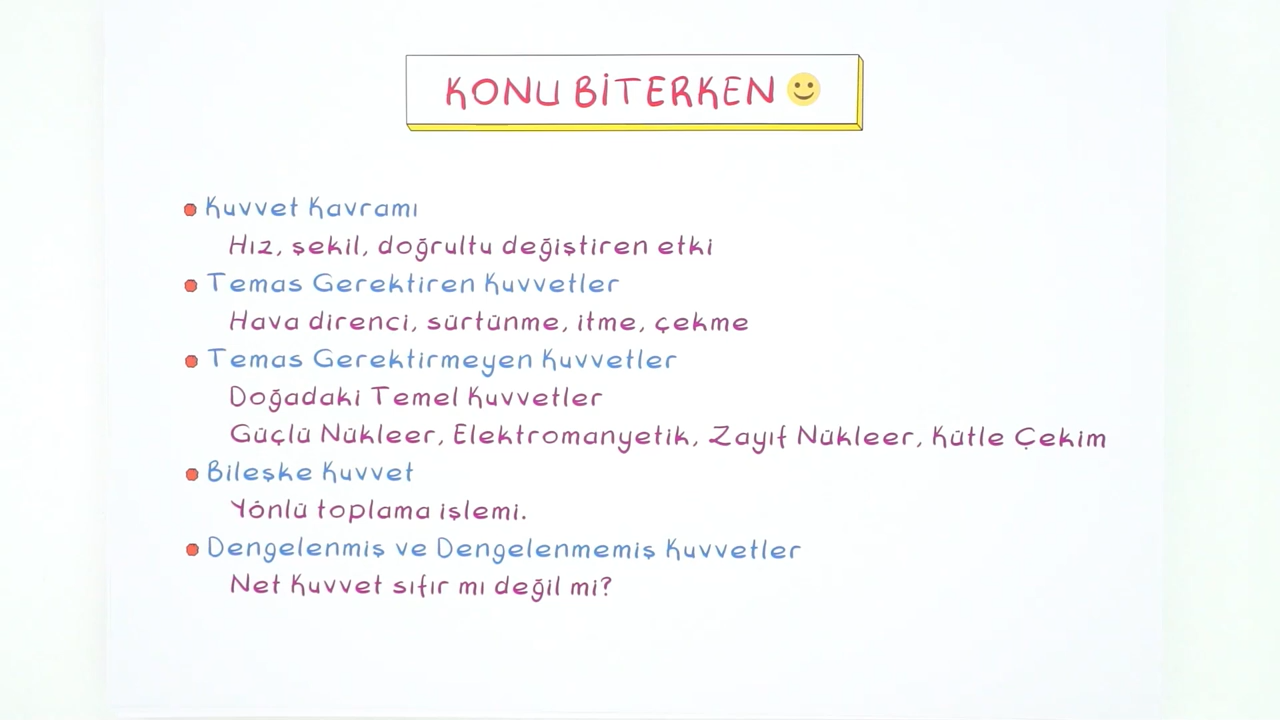 KONU BİTERKEN
Kuvvet Kavramı
Hız, şekil, doğrultu değiştiren etki
Temas Gerektiren Kuvvetler
Hava direnci, sürtünme, itme, çekme
Temas Gerektirmeyen Kuvvetler
Doğadaki Temel Kuvvetler
Güçlü Nükleer, Elektromanyetik, Zayıf Nükleer, Kütle Çekim
Bileşke Kuvvet
Yönlü toplama işlemi.
Dengelenmiş ve Dengelenmemiş Kuvvetler
Net Kuvvet sıfır mı değil mi?